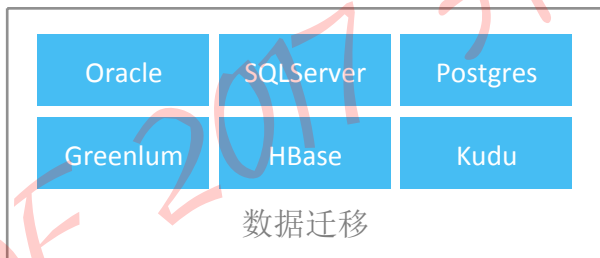 Oracle SQLServer Postgres
Greenlum HBase Kudu
数据迁移